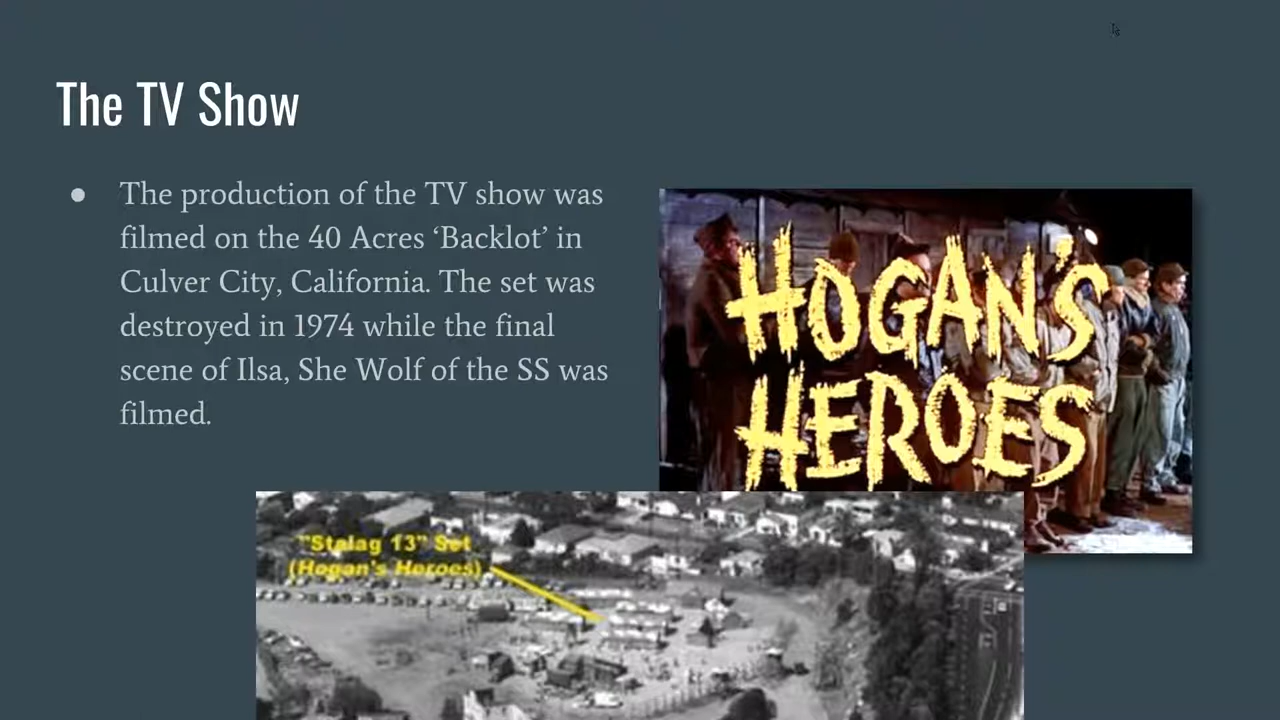 The TV Show
● The production of the TV show was
filmed on the 40 Acres ‘Backlot’ in
Culver City, California. The set was
destroyed in 1974 while the final
scene of Ilsa, She Wolf of the SS was
filmed.
HOGAN'S
HEROES
"Stalag 13" Set
(Hogan's Heroes)